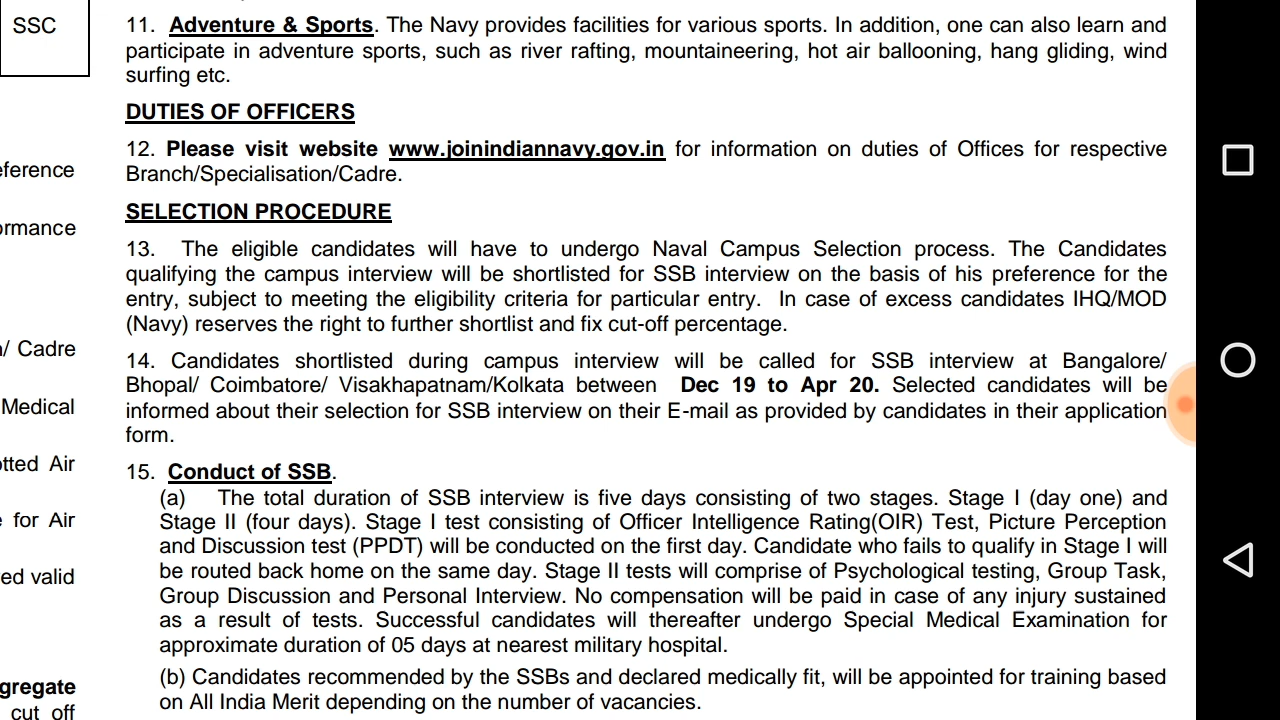 SSC
eference
ormance
n/ Cadre
Medical
otted Air
e for Air
ed valid
gregate
cut off
11. Adventure & Sports. The Navy provides facilities for various sports. In addition, one can also learn and
participate in adventure sports, such as river rafting, mountaineering, hot air ballooning, hang gliding, wind
surfing etc.
DUTIES OF OFFICERS
12. Please visit website www.joinindiannavy.gov.in for information on duties of Offices for respective
Branch/Specialisation/Cadre.
SELECTION PROCEDURE
13. The eligible candidates will have to undergo Naval Campus Selection process. The Candidates
qualifying the campus interview will be shortlisted for SSB interview on the basis of his preference for the
entry, subject to meeting the eligibility criteria for particular entry. In case of excess candidates IHQ/MOD
(Navy) reserves the right to further shortlist and fix cut-off percentage.
14. Candidates shortlisted during campus interview will be called for SSB interview at Bangalore/
Bhopal/ Coimbatore/ Visakhapatnam/Kolkata between Dec 19 to Apr 20. Selected candidates will be
informed about their selection for SSB interview on their E-mail as provided by candidates in their application
form.
15. Conduct of SSB.
(a) The total duration of SSB interview is five days consisting of two stages. Stage I (day one) and
Stage II (four days). Stage I test consisting of Officer Intelligence Rating(OIR) Test, Picture Perception
and Discussion test (PPDT) will be conducted on the first day. Candidate who fails to qualify in Stage I will
be routed back home on the same day. Stage II tests will comprise of Psychological testing, Group Task,
Group Discussion and Personal Interview. No compensation will be paid in case of any injury sustained
as a result of tests. Successful candidates will thereafter undergo Special Medical Examination for
approximate duration of 05 days at nearest military hospital.
(b) Candidates recommended by the SSBs and declared medically fit, will be appointed for training based
on All India Merit depending on the number of vacancies.